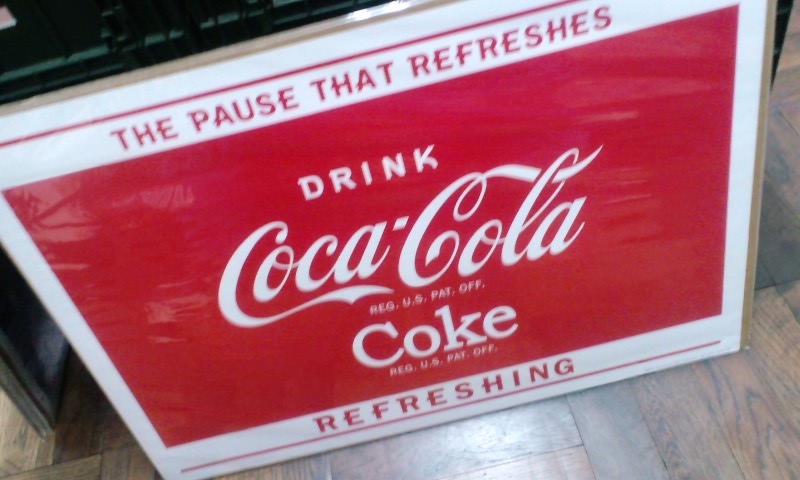 THE PAUSE THAT REFRESHES
DRINK
Coca-Cola
REG. U.S. PAT. OFF.
Coke
REG. U.S. PAT. OFF.
REFRESHING